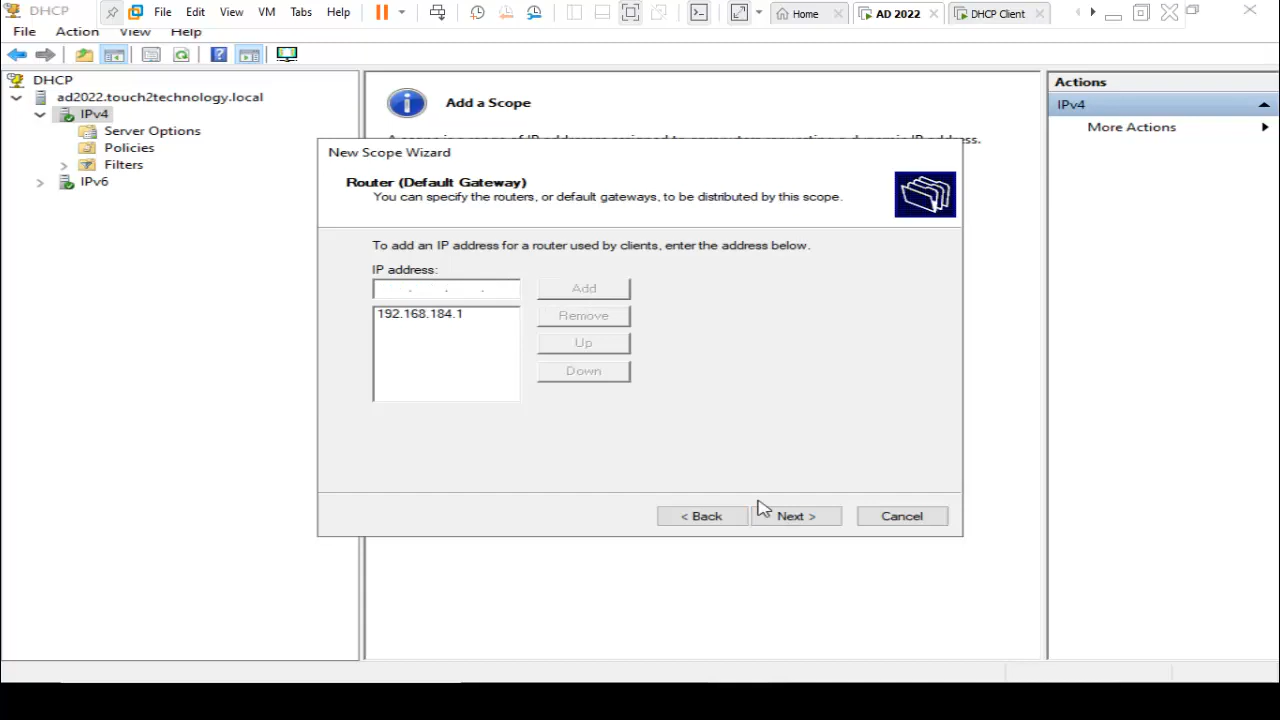 DHCP File Edit View VM Tabs Help Home AD 2022 DHCP Client
File Action View Help
DHCP
ad2022.touch2technology.local
IPv4
Server Options
Policies
Filters
IPv6
Add a Scope
New Scope Wizard
Router (Default Gateway)
You can specify the routers, or default gateways, to be distributed by this scope.
To add an IP address for a router used by clients, enter the address below.
IP address:
. . . Add
192.168.184.1
Remove
Up
Down
< Back Next > Cancel
Actions
IPv4
More Actions